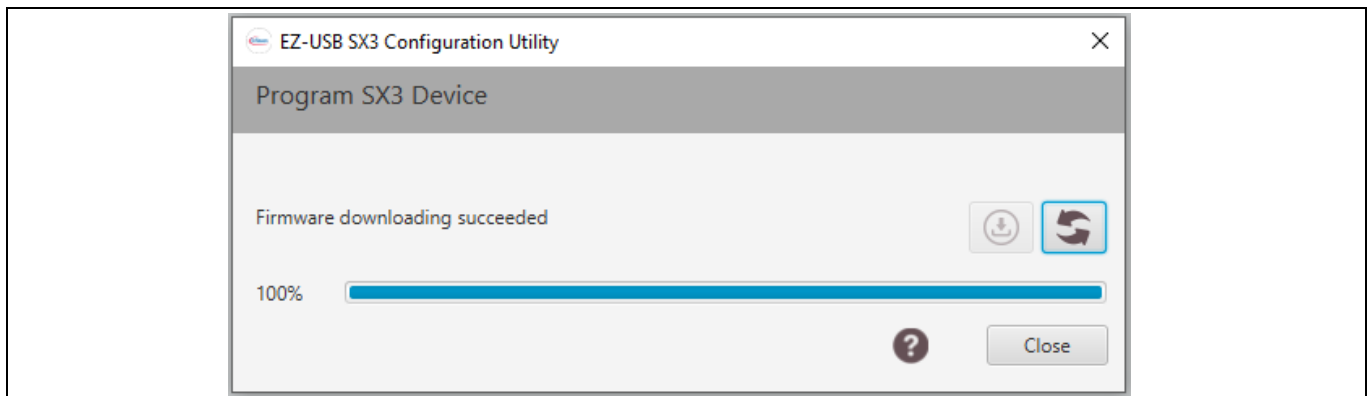 EZ-USB SX3 Configuration Utility
Program SX3 Device
Firmware downloading succeeded
100%
?
Close